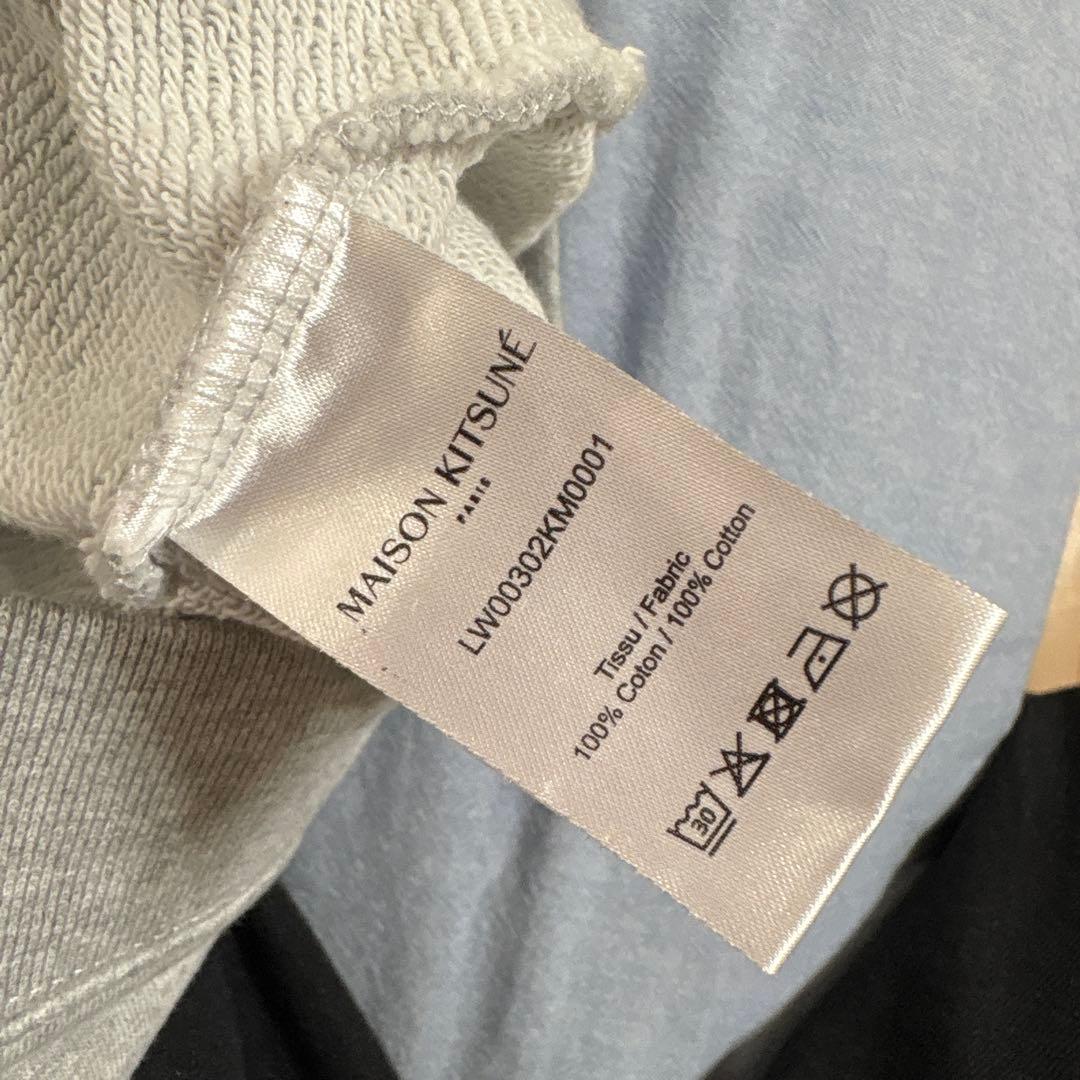 MAISON KITSUNÉ
PARIS
LW00302KM0001
Tissu / Fabric
100% Coton / 100% Cotton
30